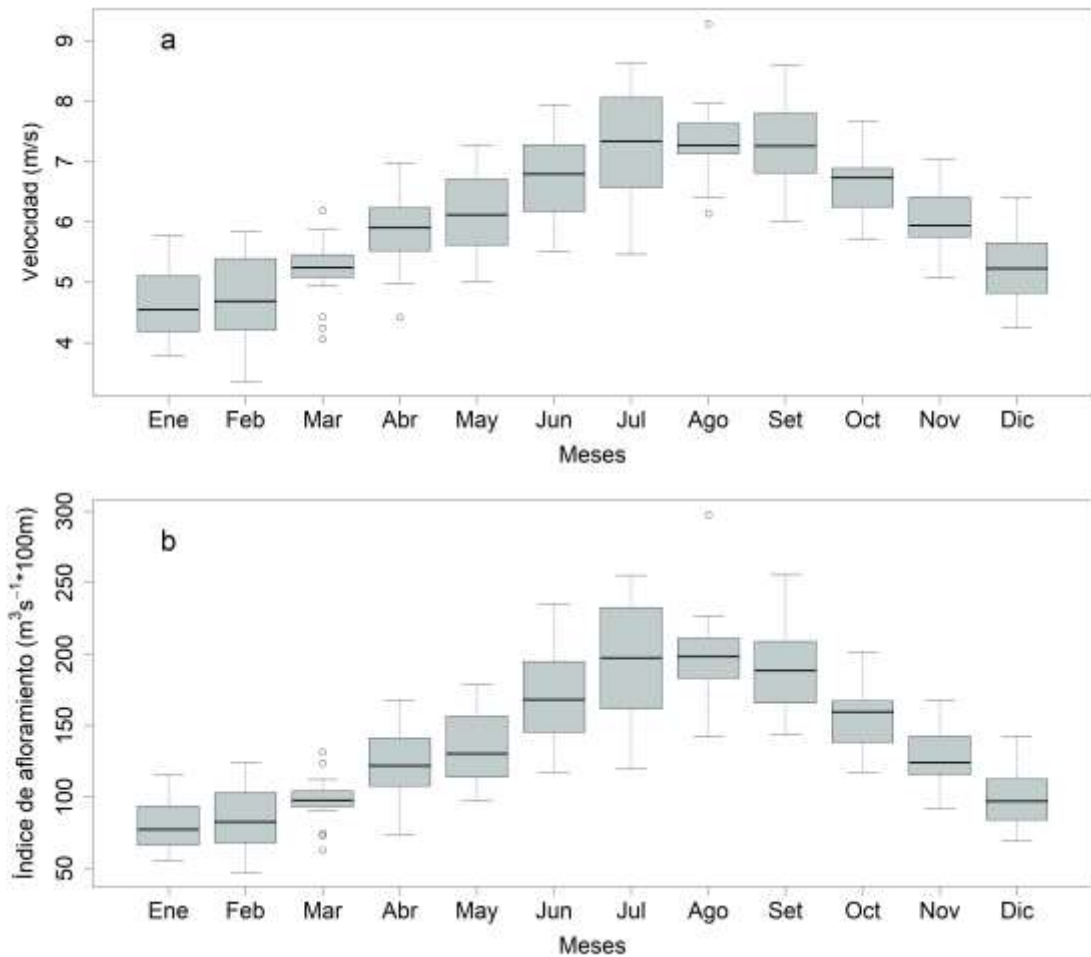 a
Velocidad (m/s)
9
8
7
6
5
4
Ene Feb Mar Abr May Jun Jul Ago Set Oct Nov Dic
Meses
b
Índice de afloramiento (m³s⁻¹*100m)
300
250
200
150
100
50
Ene Feb Mar Abr May Jun Jul Ago Set Oct Nov Dic
Meses